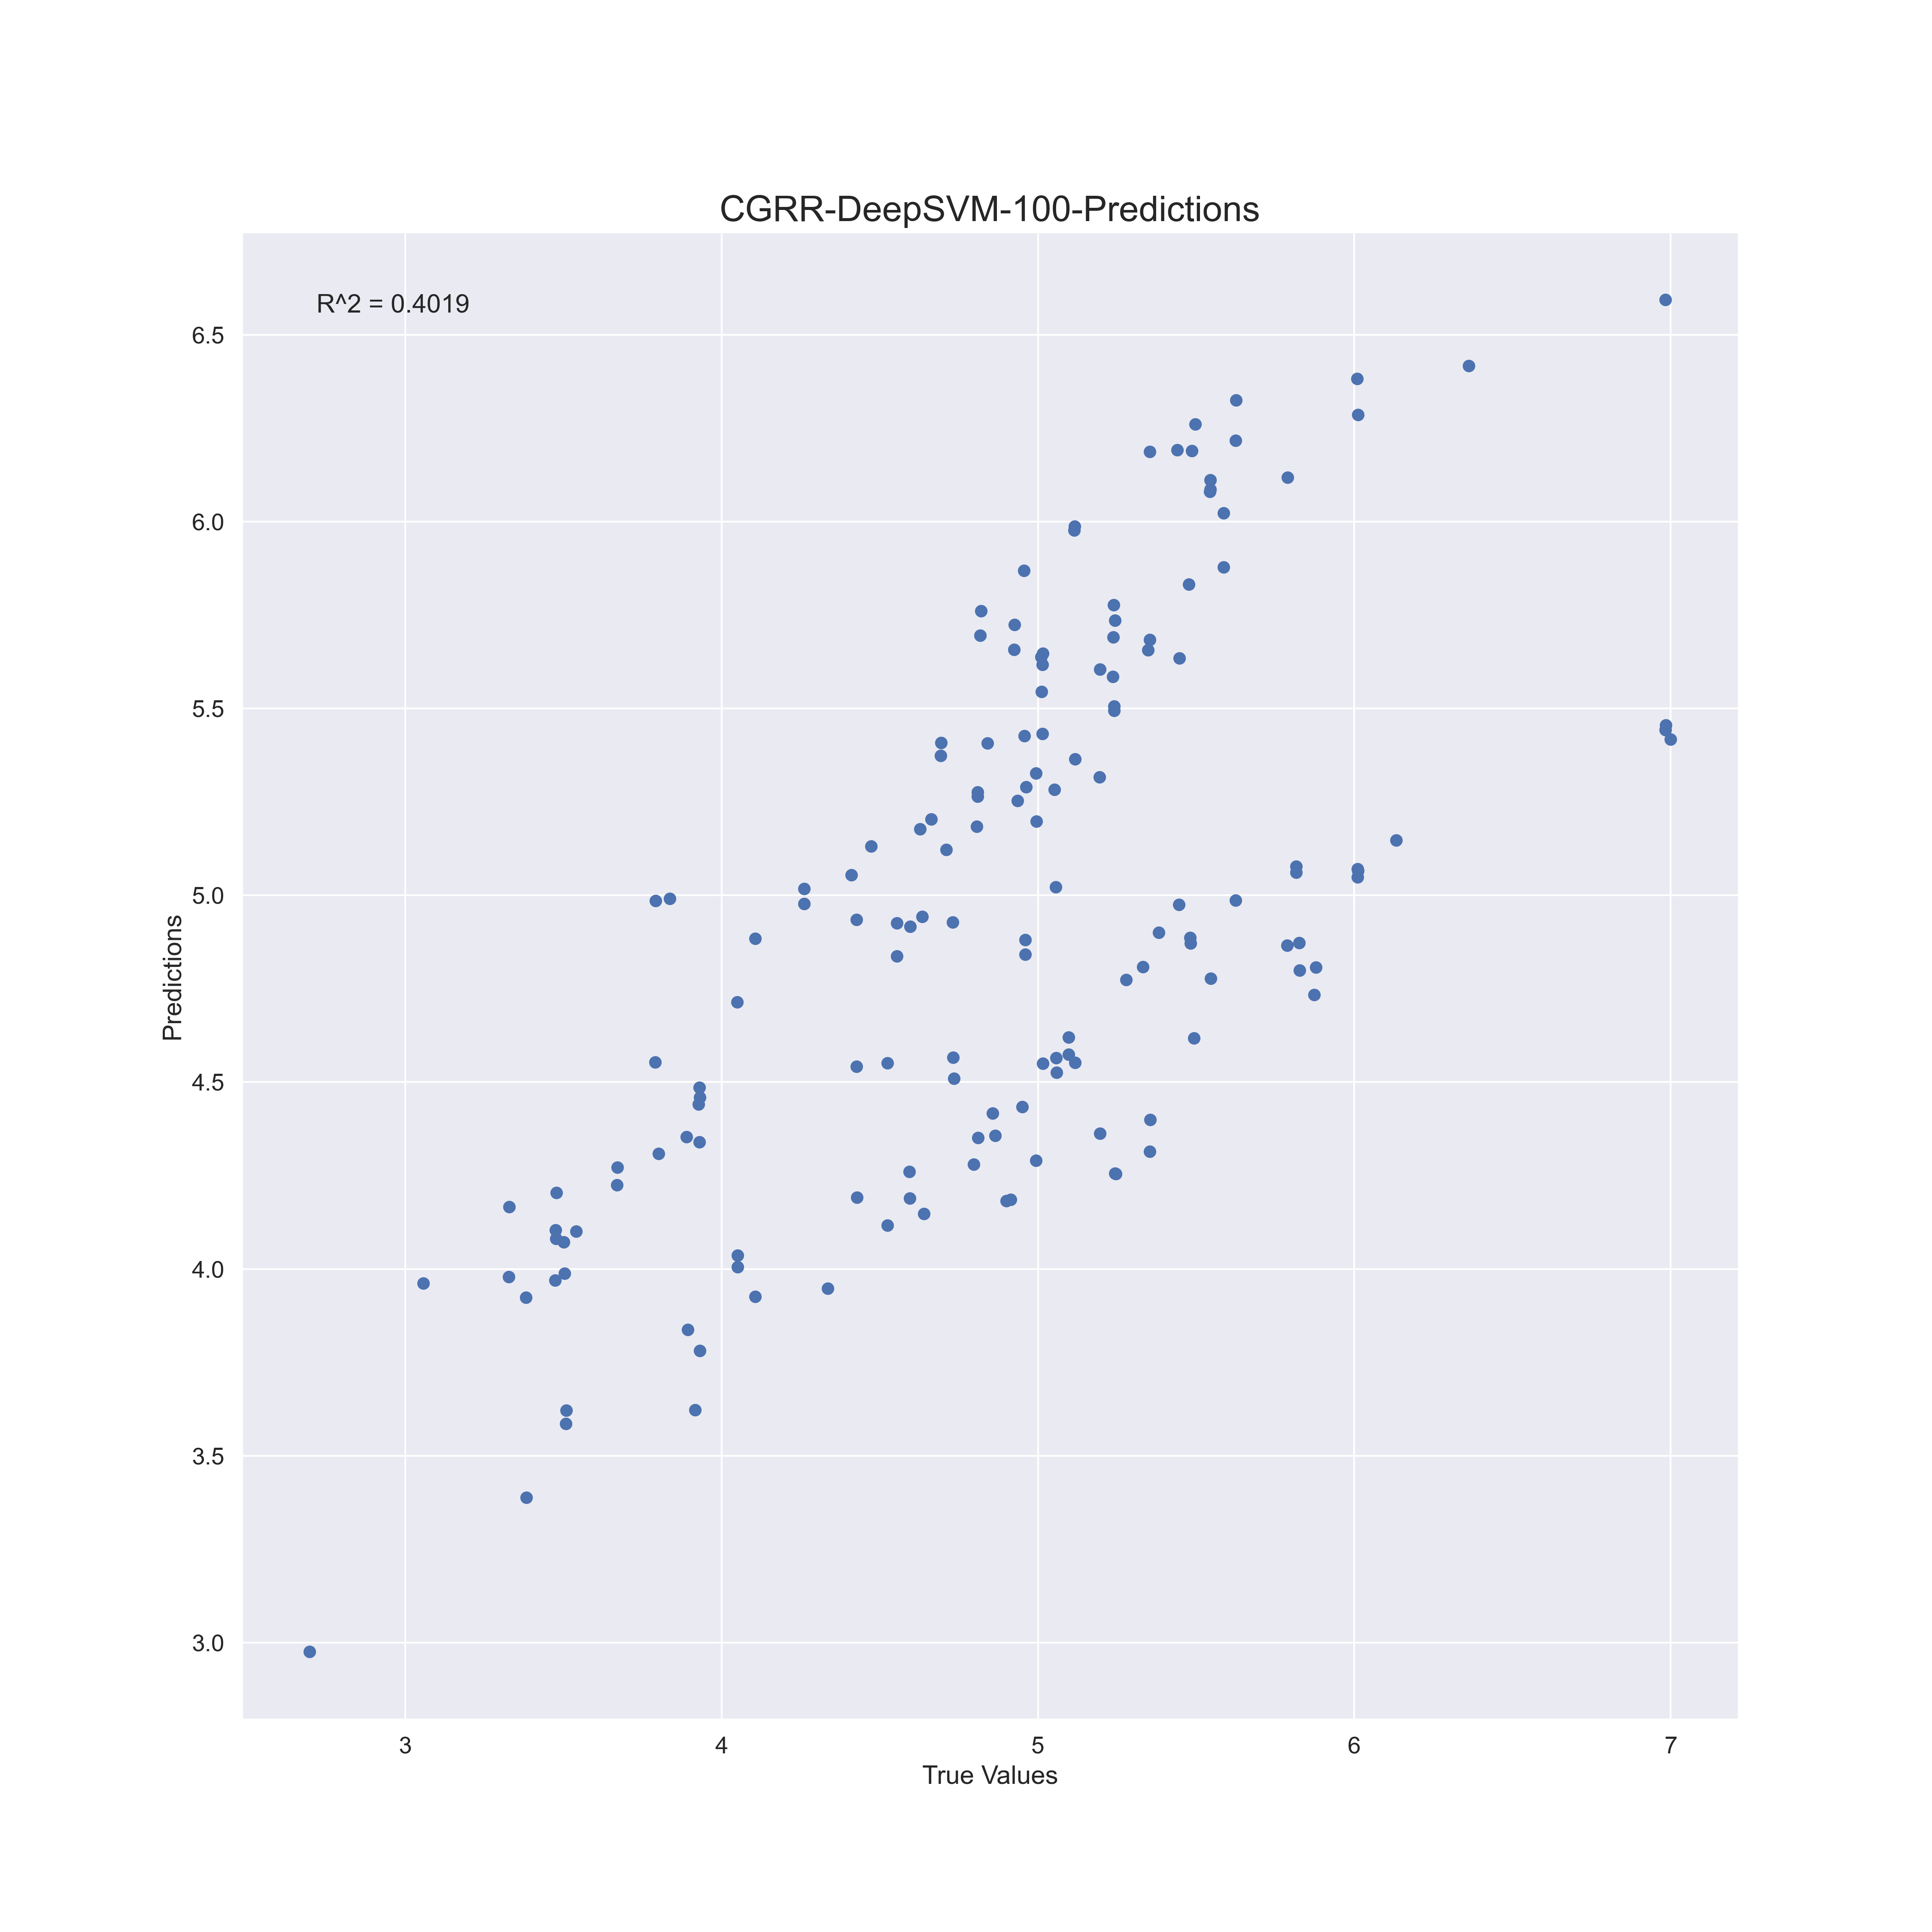 CGRR-DeepSVM-100-Predictions
R^2 = 0.4019
6.5
6.0
5.5
5.0
4.5
4.0
3.5
3.0
Predictions
3 4 5 6 7
True Values